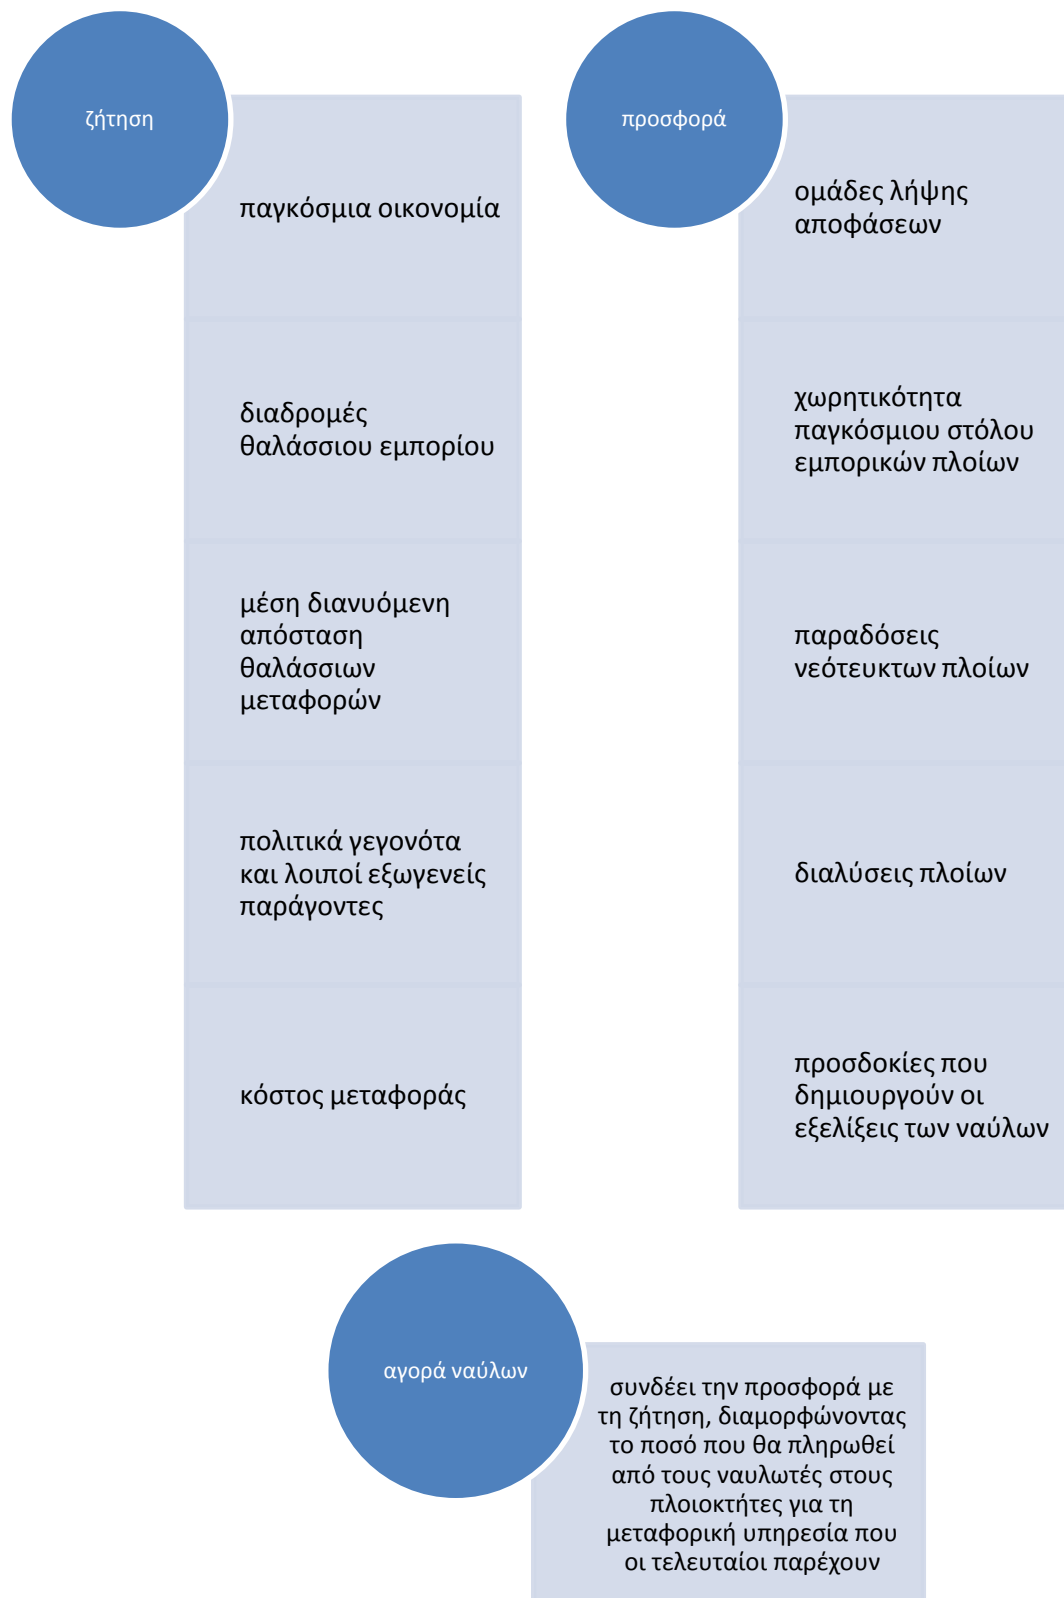 ζήτηση
παγκόσμια οικονομία
διαδρομές
θαλάσσιου εμπορίου
μέση διανυόμενη
απόσταση
θαλάσσιων
μεταφορών
πολιτικά γεγονότα
και λοιποί εξωγενείς
παράγοντες
κόστος μεταφοράς
προσφορά
ομάδες λήψης
αποφάσεων
χωρητικότητα
παγκόσμιου στόλου
εμπορικών πλοίων
παραδόσεις
νεότευκτων πλοίων
διαλύσεις πλοίων
προσδοκίες που
δημιουργούν οι
εξελίξεις των ναύλων
αγορά ναύλων
συνδέει την προσφορά με
τη ζήτηση, διαμορφώνοντας
το ποσό που θα πληρωθεί
από τους ναυλωτές στους
πλοιοκτήτες για τη
μεταφορική υπηρεσία που
οι τελευταίοι παρέχουν